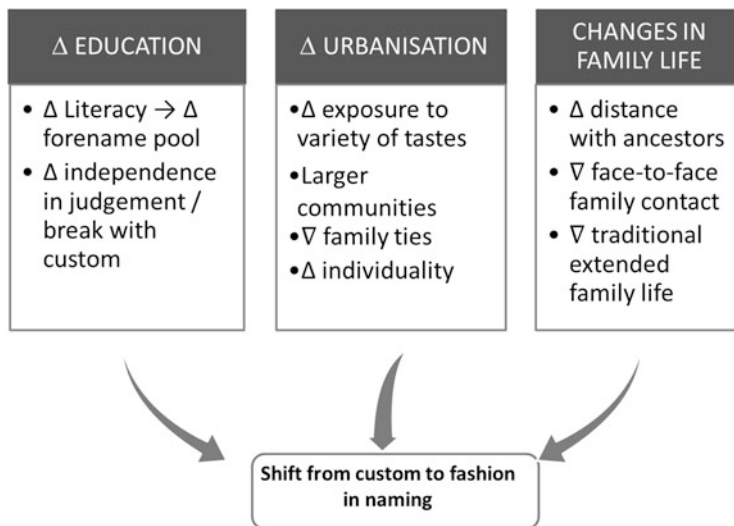 Δ EDUCATION
• Δ Literacy → Δ
forename pool
• Δ independence
in judgement /
break with
custom
Δ URBANISATION
•Δ exposure to
variety of tastes
•Larger
communities
•∇ family ties
•Δ individuality
CHANGES IN
FAMILY LIFE
• Δ distance
with ancestors
• ∇ face-to-face
family contact
• ∇ traditional
extended
family life
Shift from custom to fashion
in naming